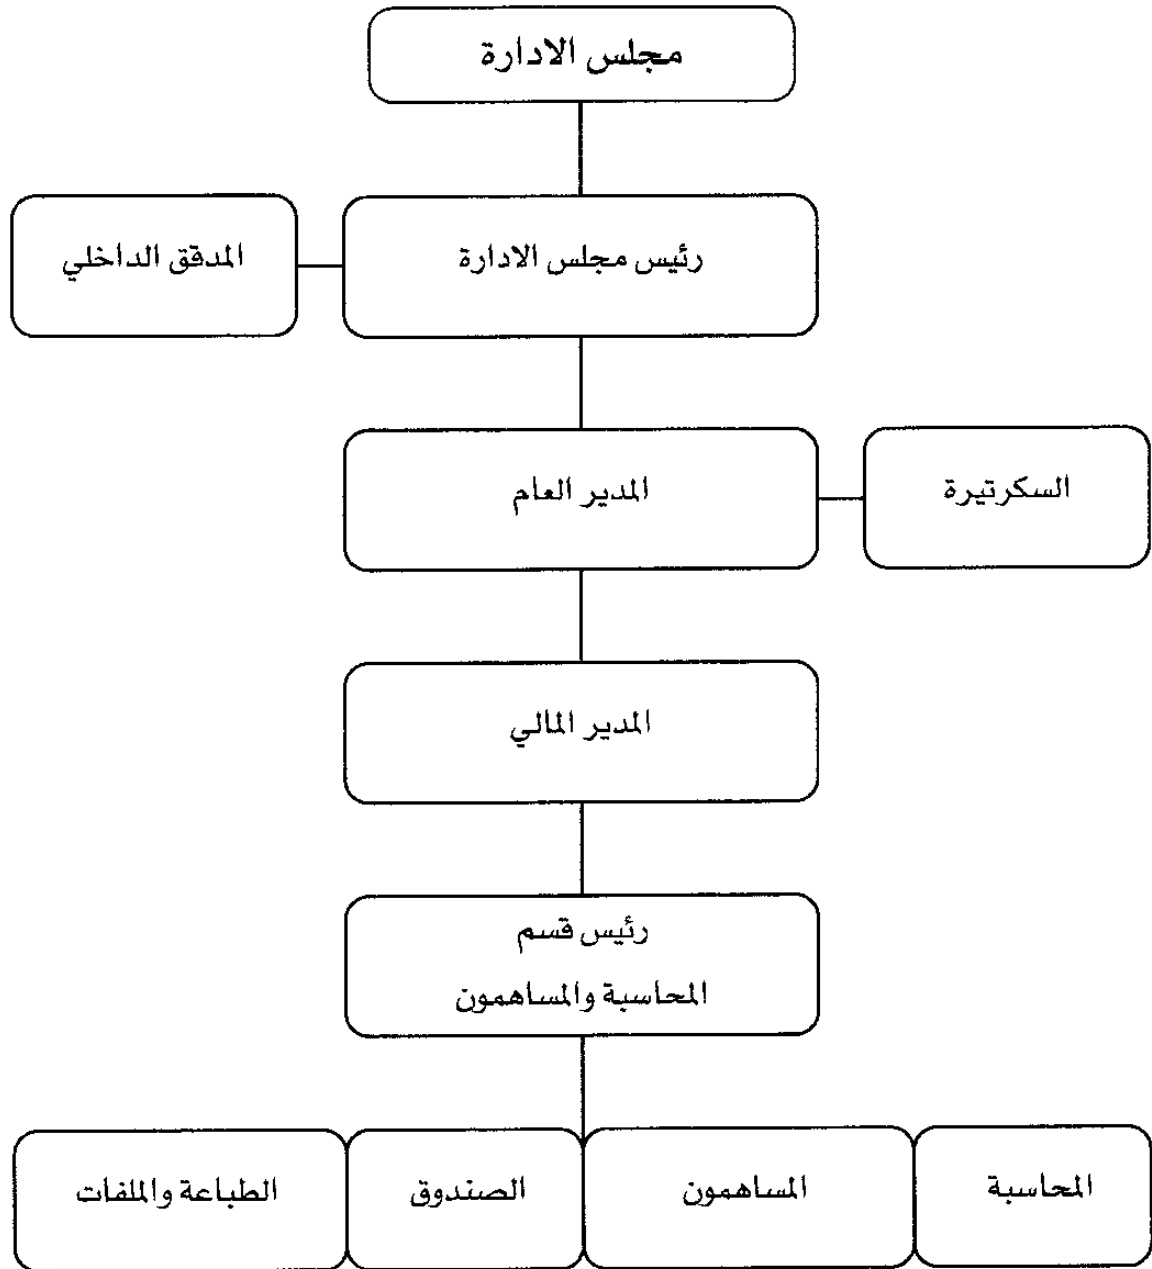 مجلس الادارة
رئيس مجلس الادارة
المدقق الداخلي
المدير العام
السكرتيرة
المدير المالي
رئيس قسم
المحاسبة والمساهمون
المحاسبة
المساهمون
الصندوق
الطباعة والملفات